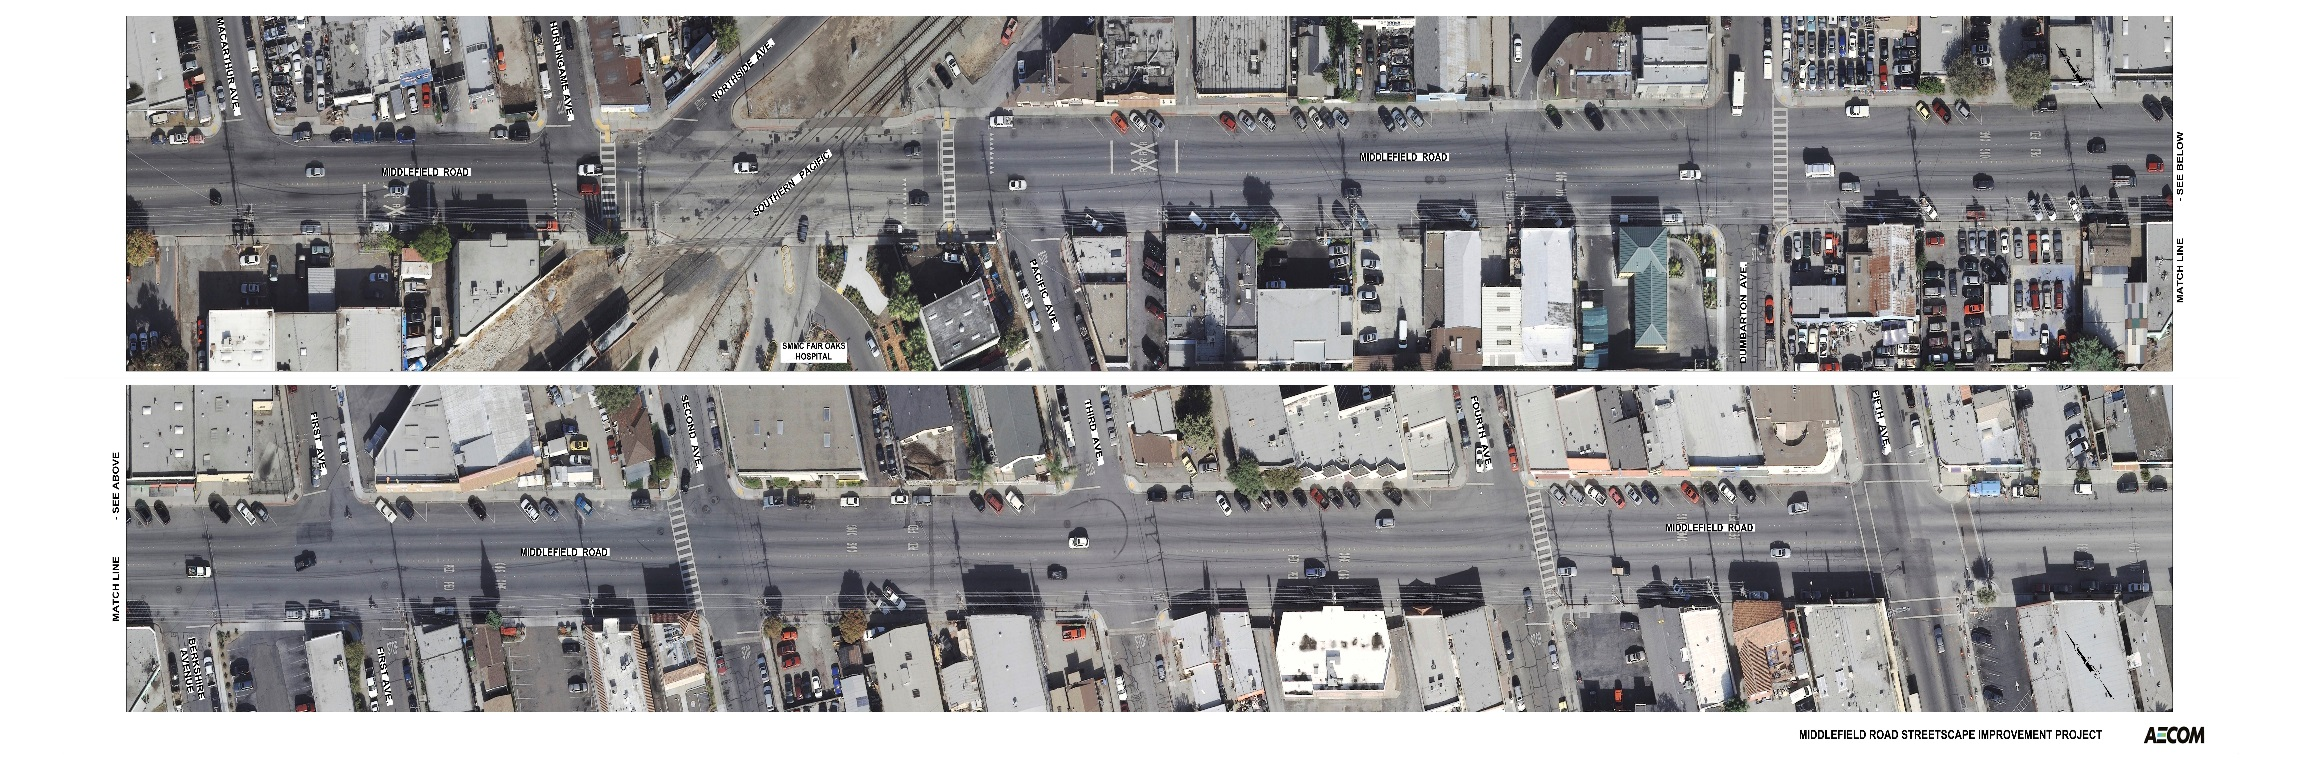 MACARTHUR AVE.
HURLINGAME AVE.
NORTHSIDE AVE.
MIDDLEFIELD ROAD
SOUTHERN PACIFIC
MIDDLEFIELD ROAD
SMMC FAIR OAKS
HOSPITAL
PACIFIC AVE.
DUMBARTON AVE.
MATCH LINE - SEE BELOW
MATCH LINE - SEE ABOVE
FIRST AVE.
SECOND AVE.
THIRD AVE.
FOURTH AVE.
FIFTH AVE.
MIDDLEFIELD ROAD
MIDDLEFIELD ROAD
BERKSHIRE
AVENUE
FIRST AVE.
MIDDLEFIELD ROAD STREETSCAPE IMPROVEMENT PROJECT
AECOM